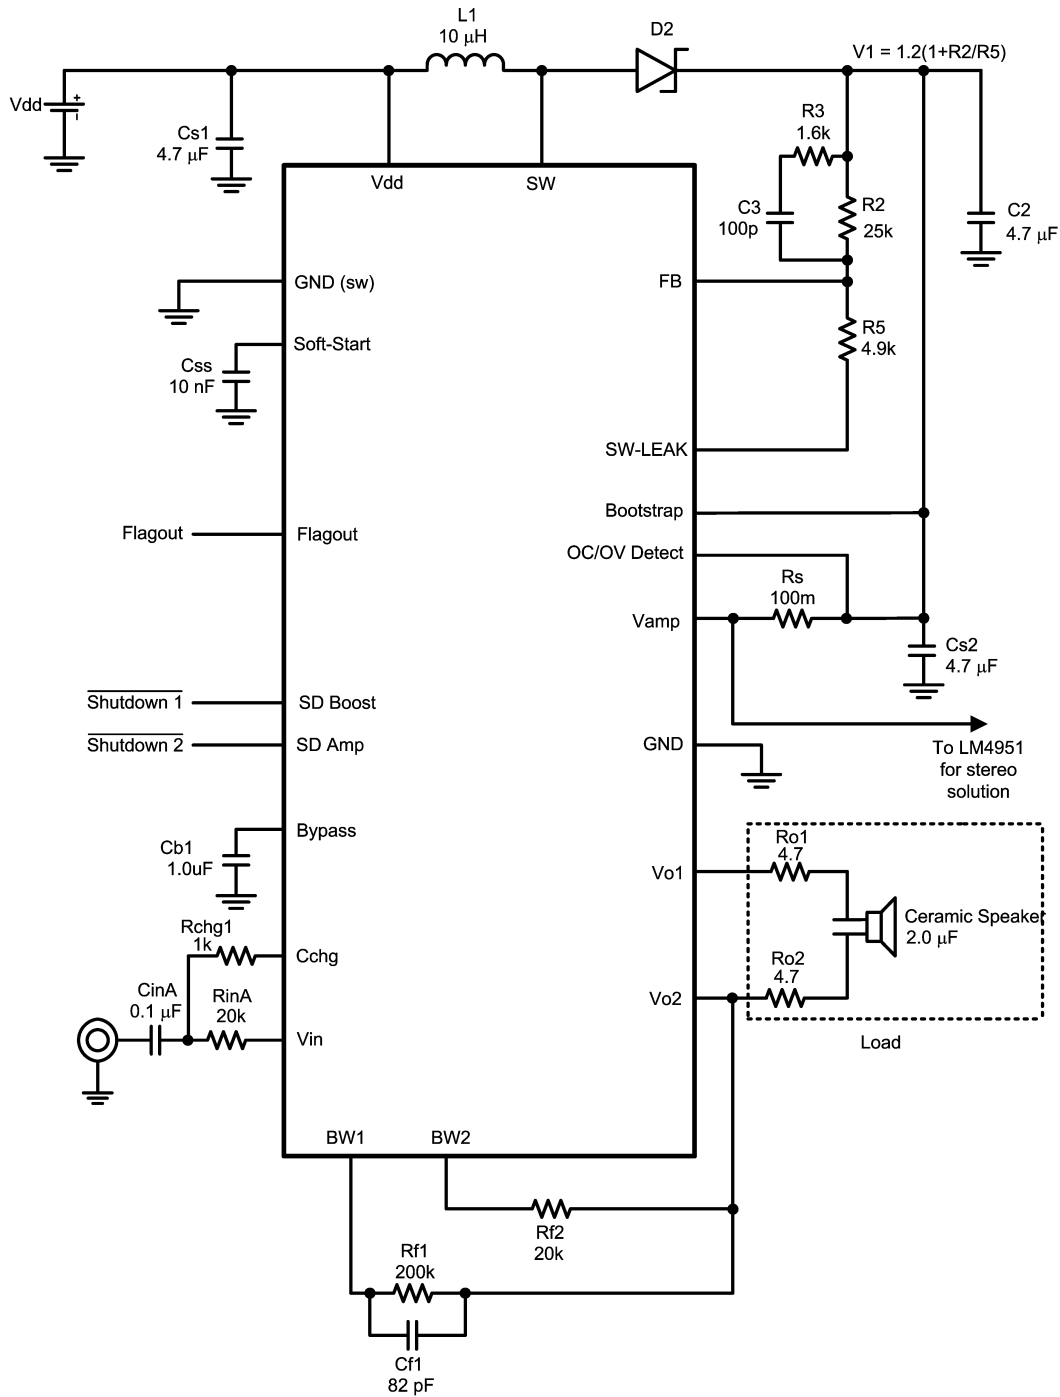 L1
10 μH
D2
V1 = 1.2(1+R2/R5)
Vdd
+
-
Cs1
4.7 μF
R3
1.6k
Vdd
SW
C3
100p
R2
25k
C2
4.7 μF
GND (sw)
FB
Soft-Start
R5
4.9k
Css
10 nF
SW-LEAK
Bootstrap
Flagout
Flagout
OC/OV Detect
Rs
100m
Vamp
Cs2
4.7 μF
Shutdown 1
SD Boost
Shutdown 2
SD Amp
GND
To LM4951
for stereo
solution
Bypass
Cb1
1.0uF
Ro1
4.7
Vo1
Ceramic Speaker
2.0 μF
Rchg1
1k
Cchg
Ro2
4.7
Vo2
CinA
0.1 μF
RinA
20k
Vin
Load
BW1
BW2
Rf2
20k
Rf1
200k
Cf1
82 pF